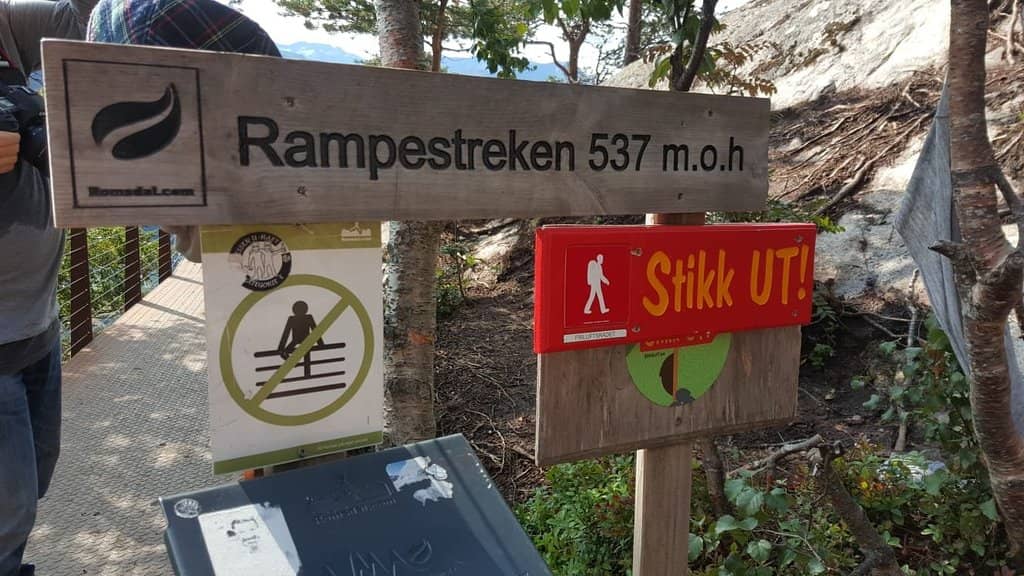 Rampestreken 537 m.o.h
Romsdal.com
Stikk UT!
FRILUFTSRÅDET